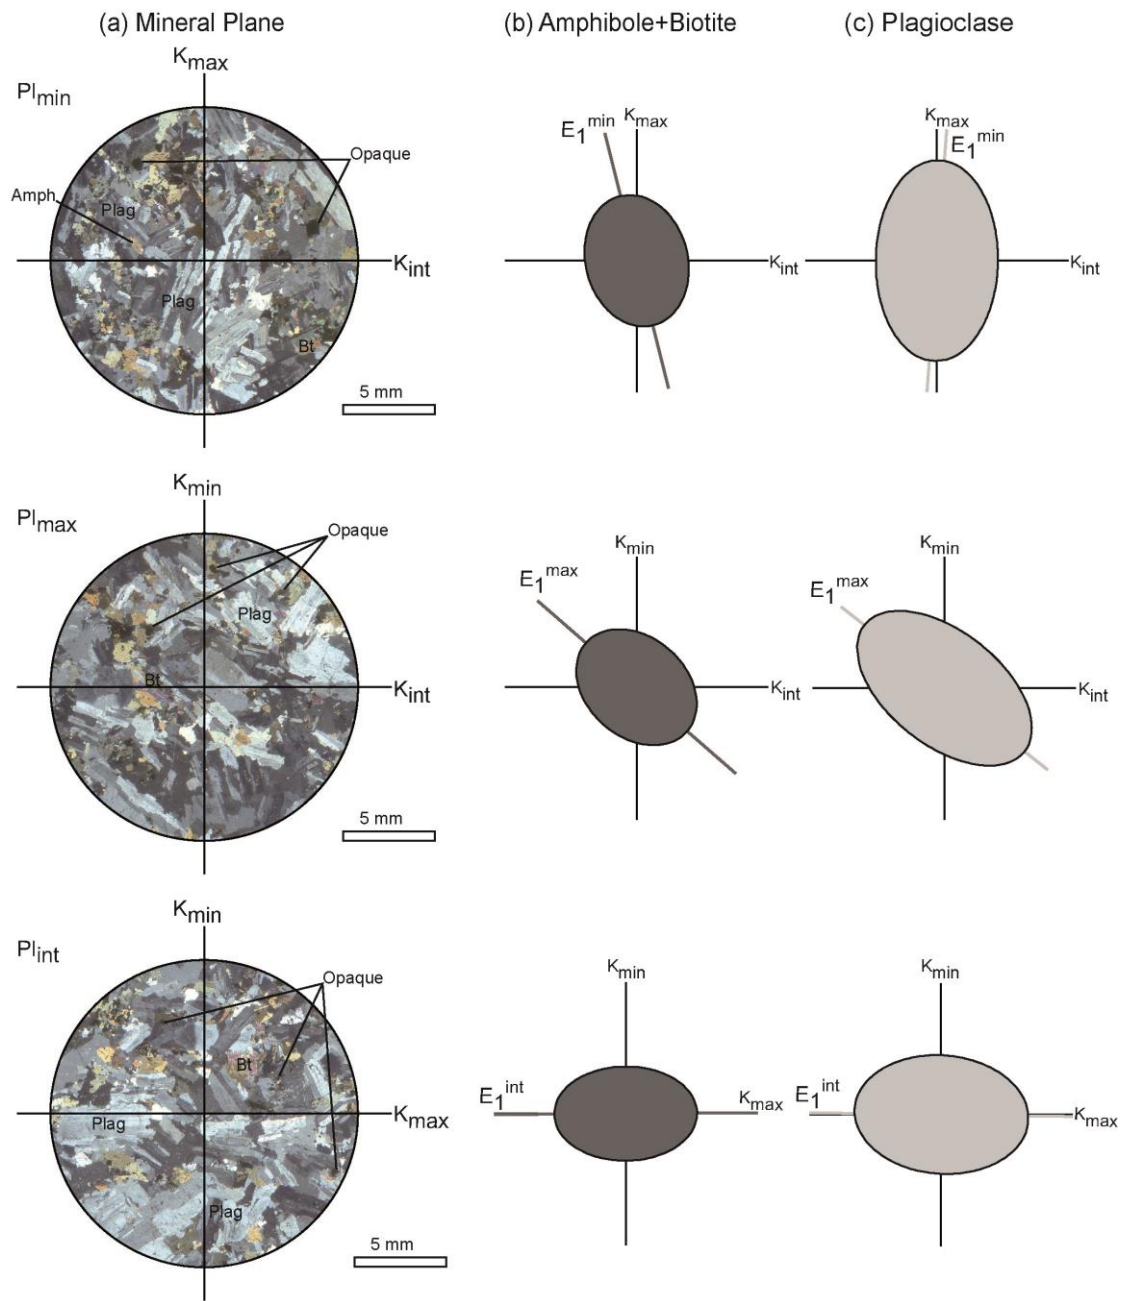 (a) Mineral Plane
(b) Amphibole+Biotite
(c) Plagioclase
Kmax
Plmin
Opaque
Amph
Plag
Kint
Plag
Bt
5 mm
E1min
Kmax
Kint
Kmax
E1min
Kint
Kmin
Plmax
Opaque
Plag
Bt
Kint
5 mm
Kmin
E1max
Kint
Kmin
E1max
Kint
Kmin
Plint
Opaque
Bt
Plag
Kmax
Plag
5 mm
Kmin
E1int
Kmax
Kmin
E1int
Kmax